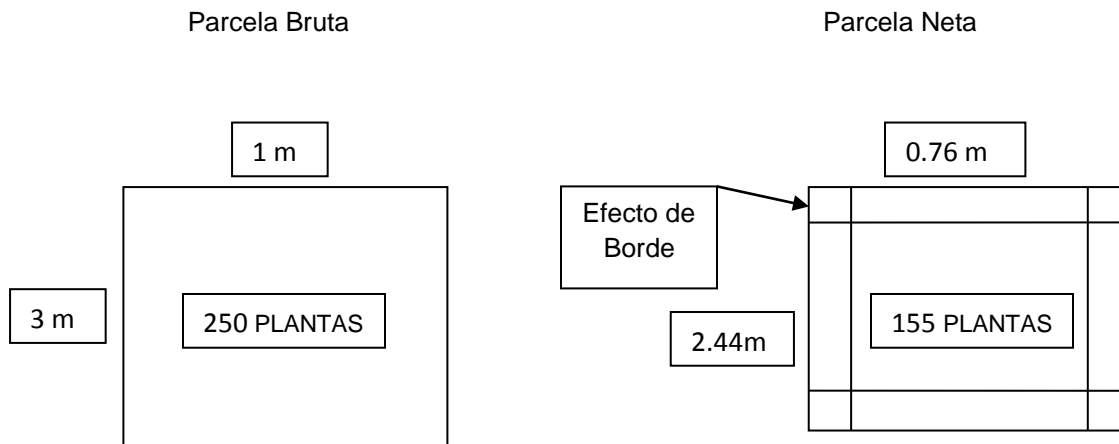 Parcela Bruta
1 m
3 m
250 PLANTAS
Parcela Neta
0.76 m
Efecto de
Borde
2.44m
155 PLANTAS